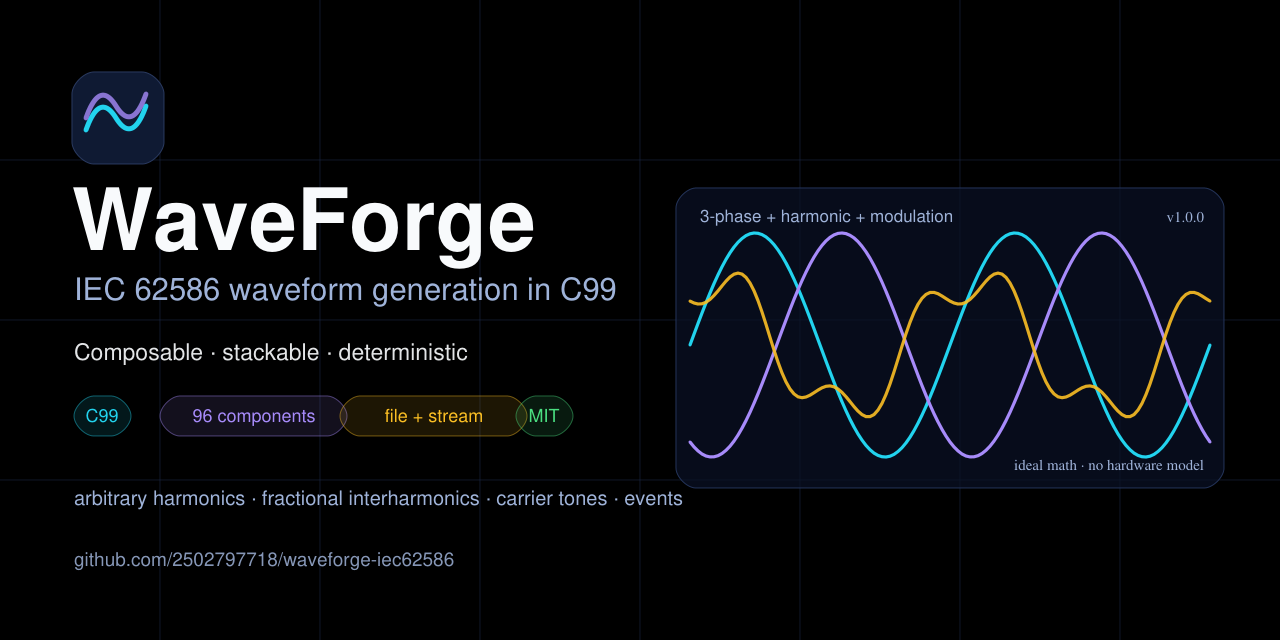 WaveForge
IEC 62586 waveform generation in C99
Composable · stackable · deterministic
C99
96 components
file + stream
MIT
arbitrary harmonics · fractional interharmonics · carrier tones · events
github.com/2502797718/waveforge-iec62586
3-phase + harmonic + modulation
v1.0.0
ideal math · no hardware model